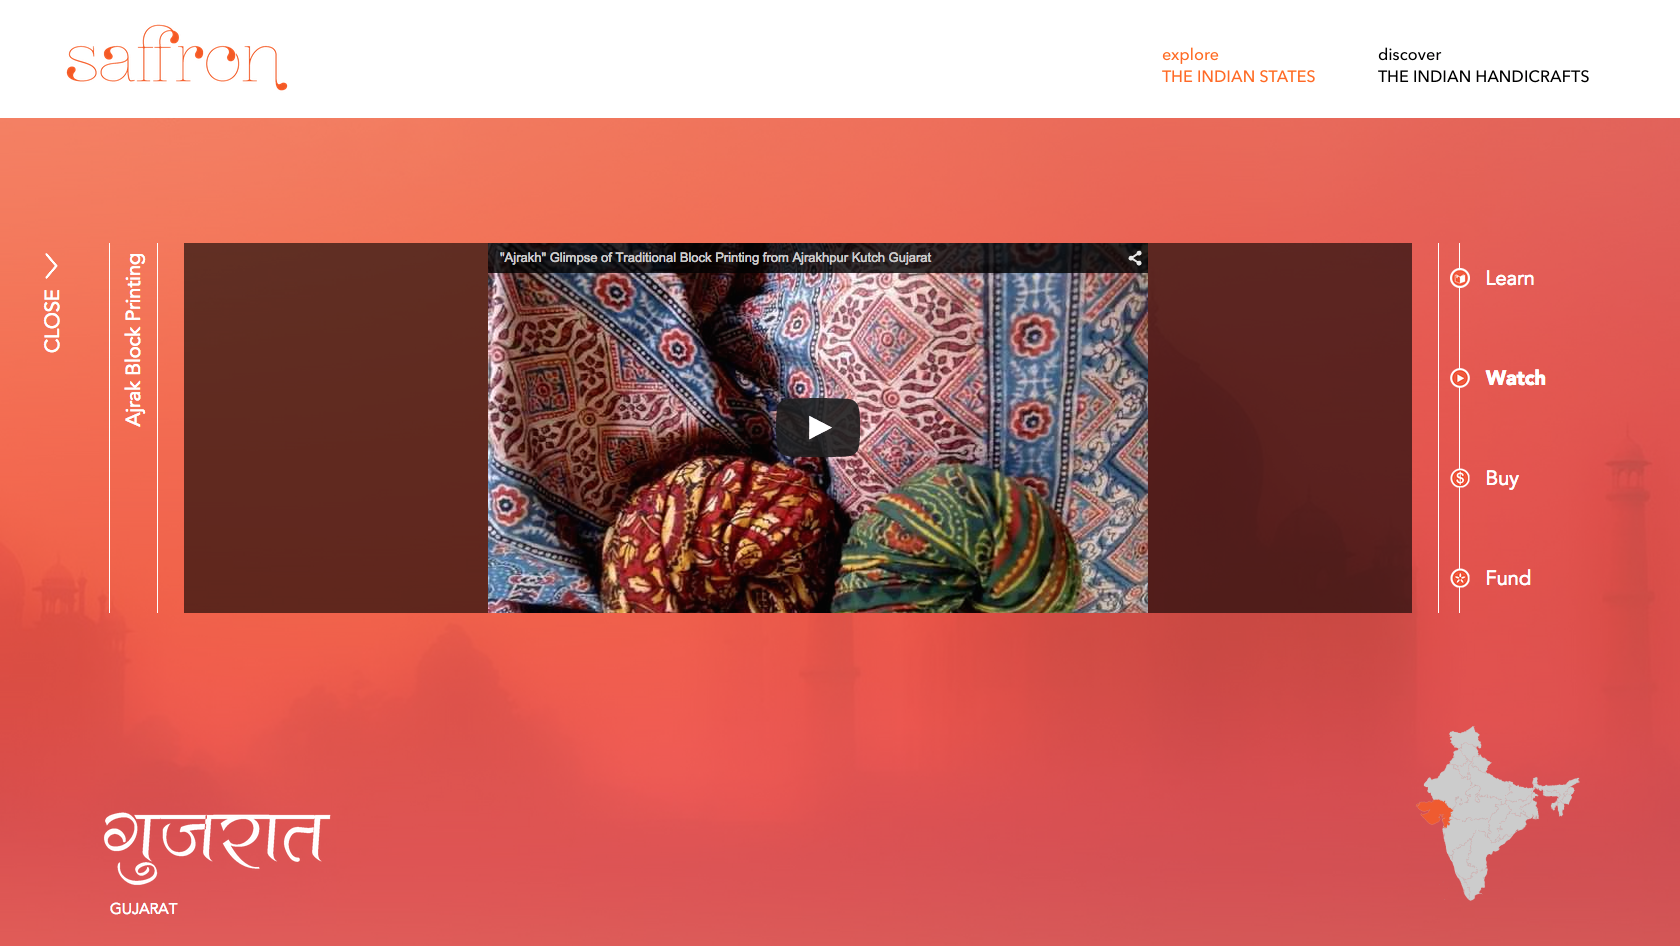 saffron
explore
THE INDIAN STATES
discover
THE INDIAN HANDICRAFTS
CLOSE
Ajrak Block Printing
"Ajrakh" Glimpse of Traditional Block Printing from Ajrakhpur Kutch Gujarat
Learn
Watch
$ Buy
Fund
गुजरात
GUJARAT